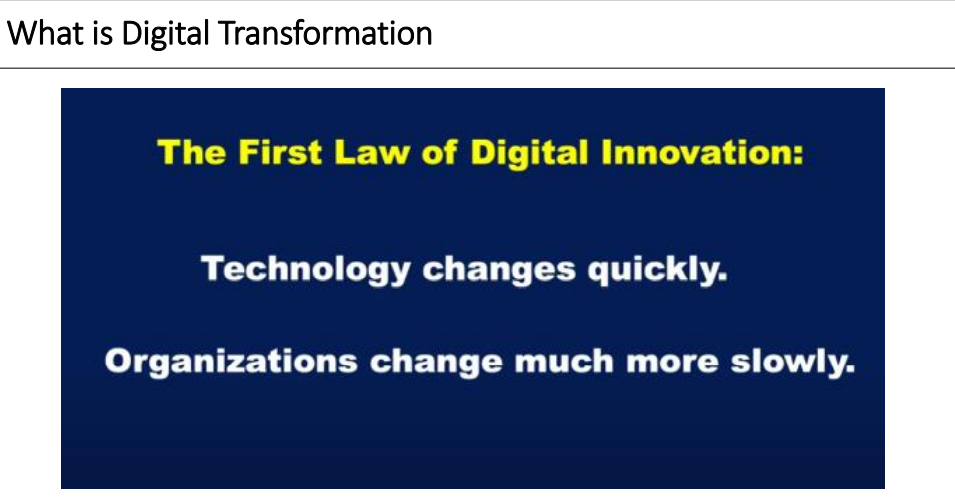 What is Digital Transformation
The First Law of Digital Innovation:
Technology changes quickly.
Organizations change much more slowly.